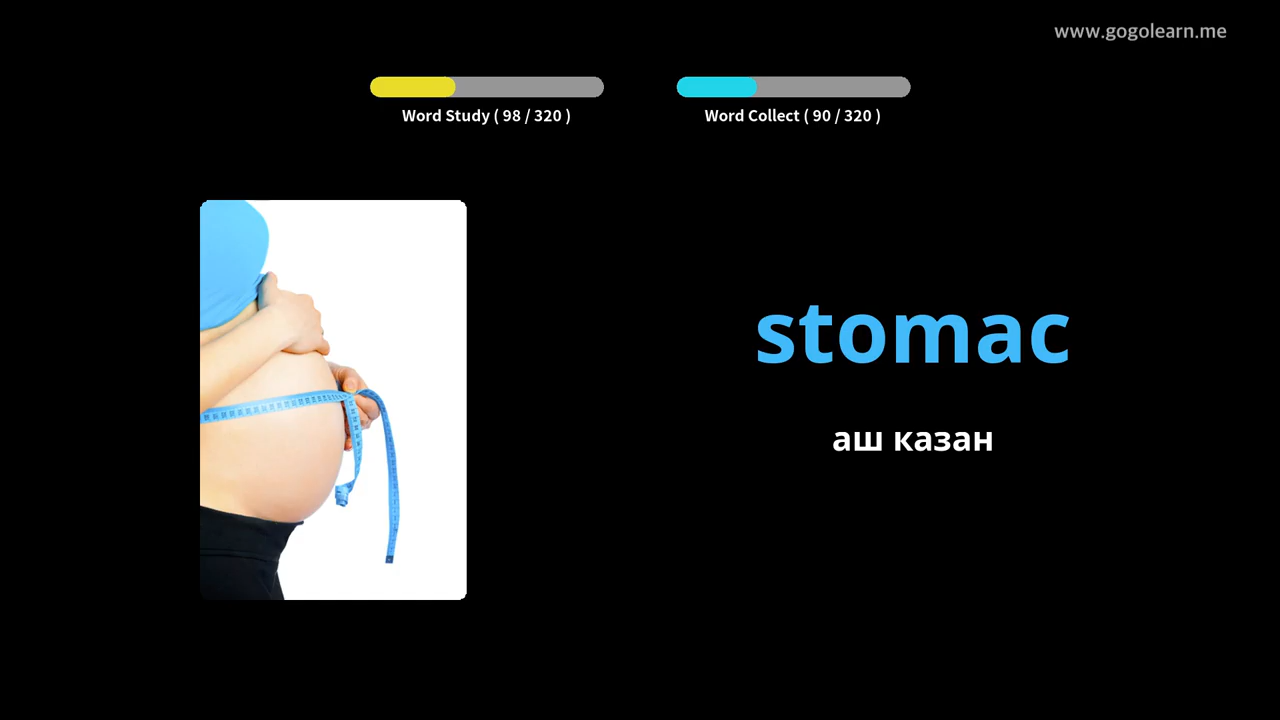 www.gogolearn.me
Word Study ( 98 / 320 )
Word Collect ( 90 / 320 )
stomac
аш казан